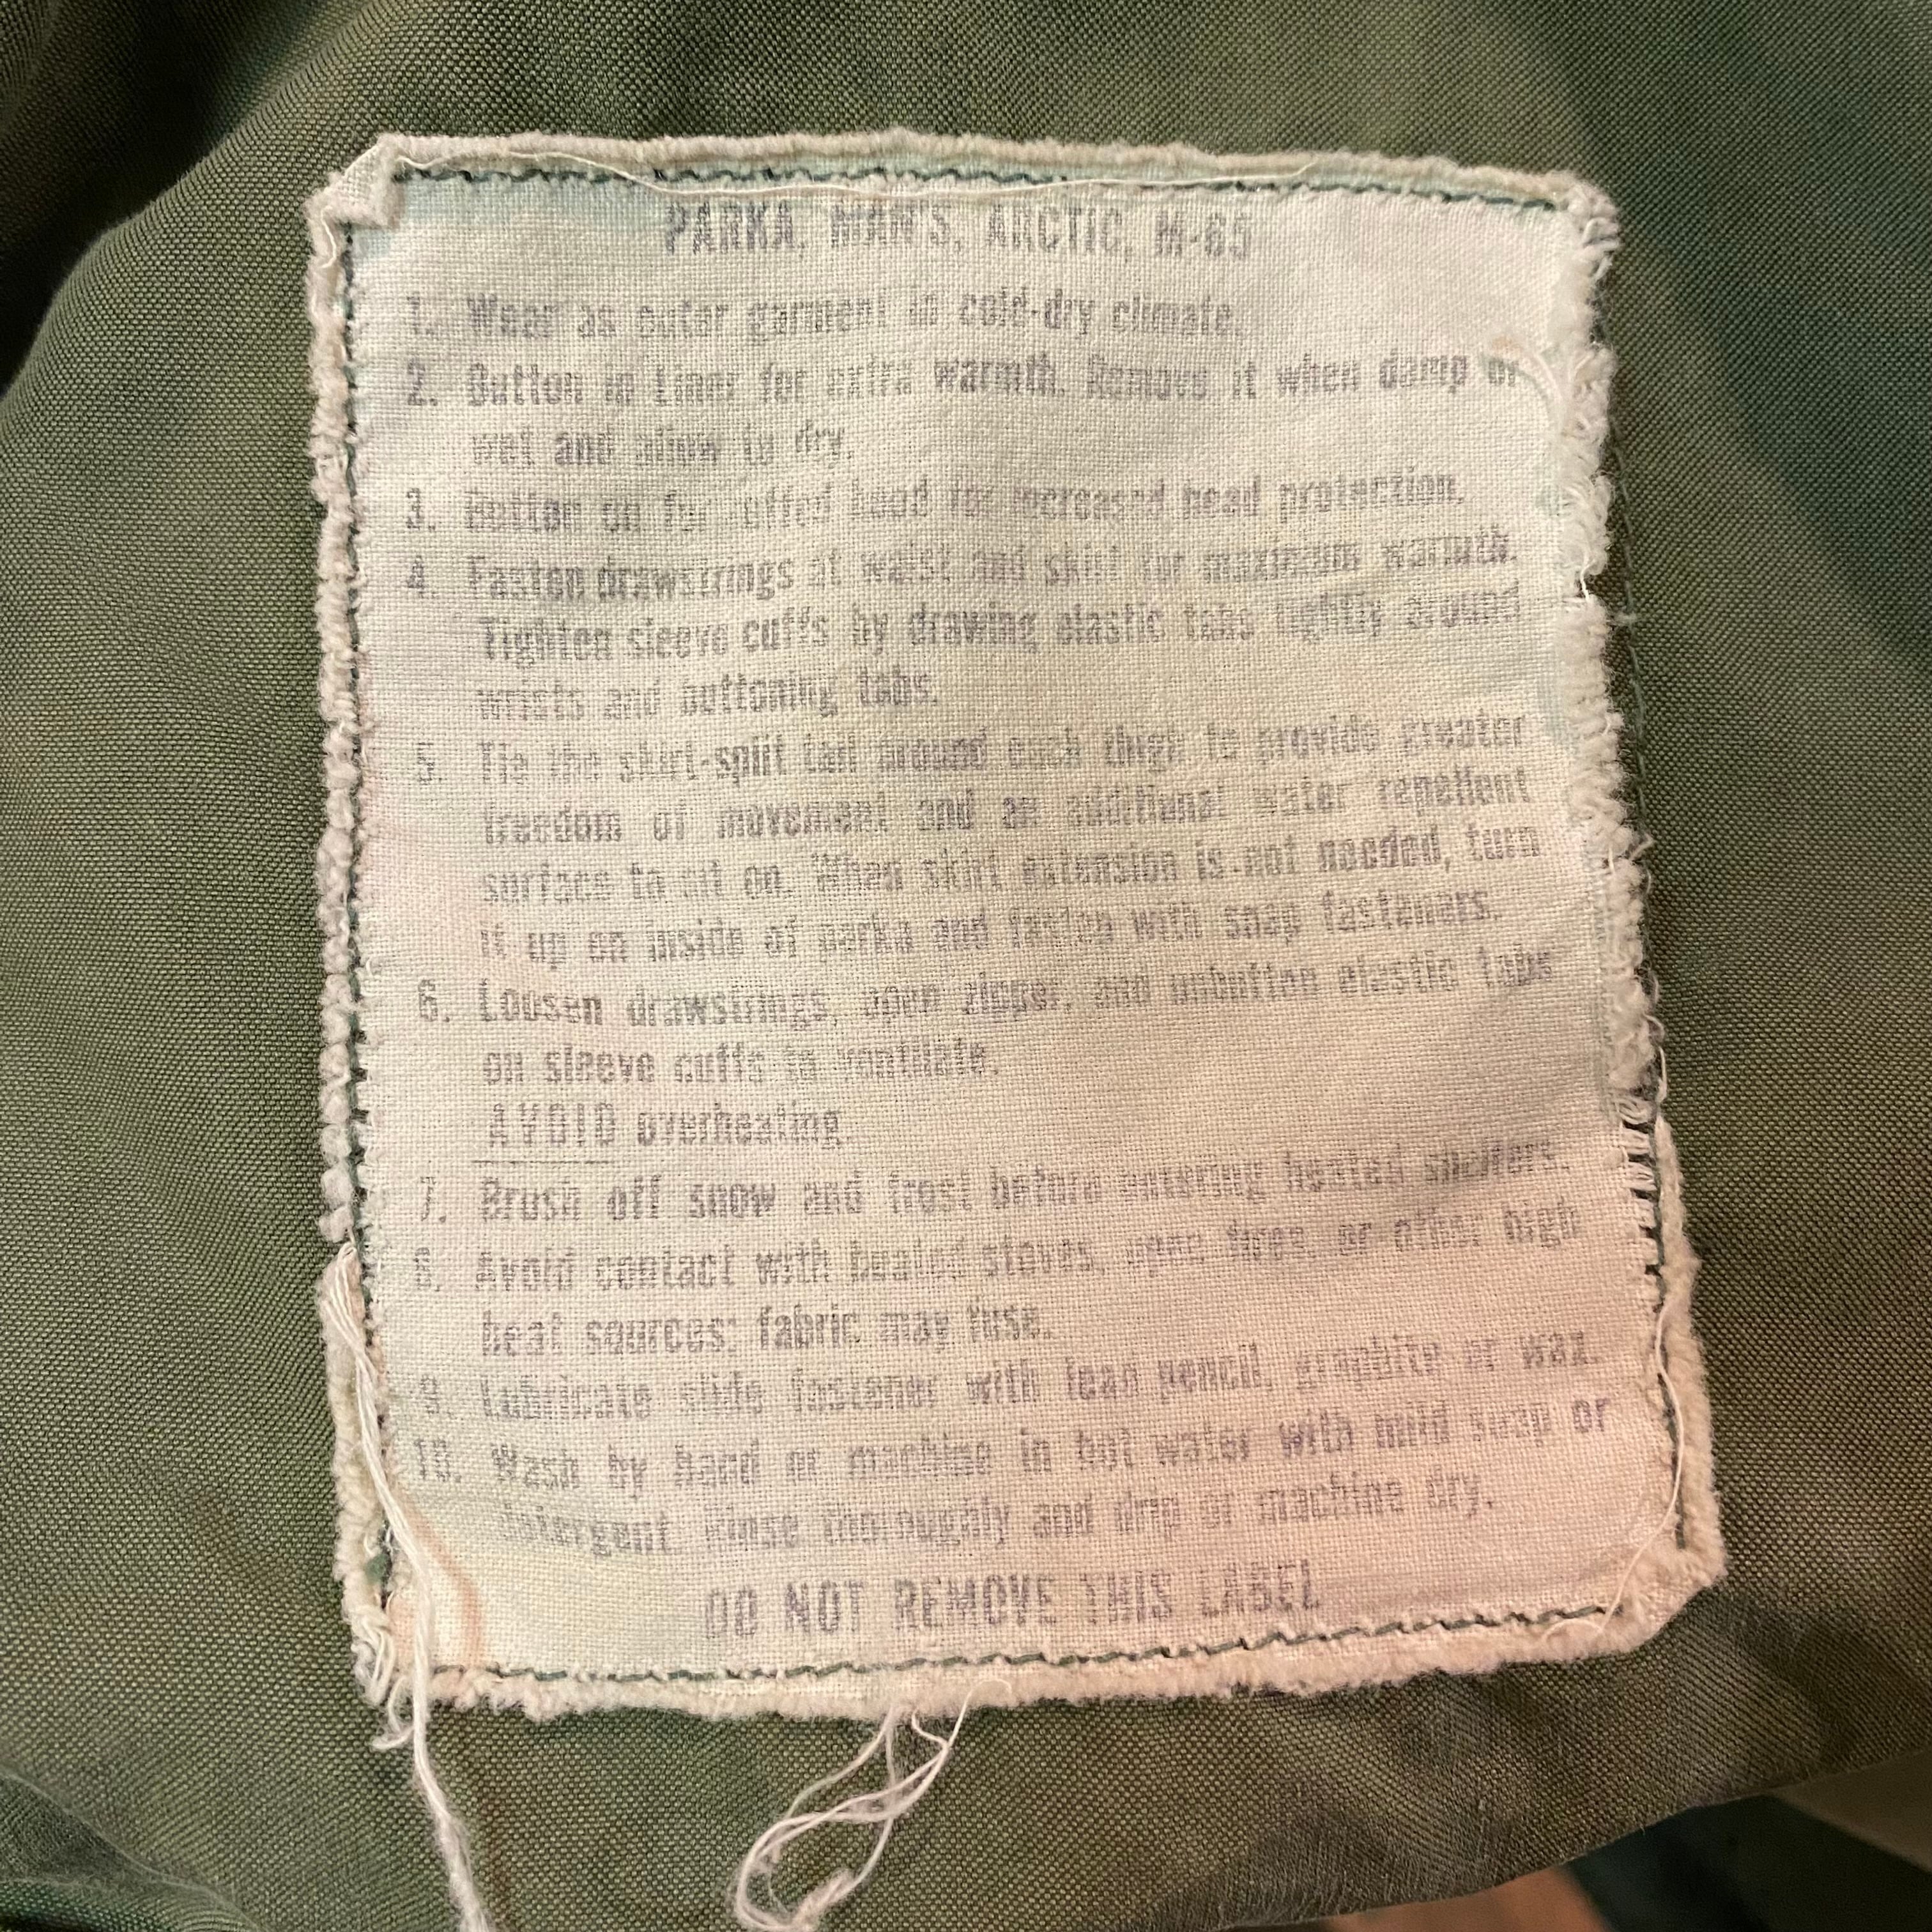 PARKA, MAN'S, ARCTIC, M-65
1. Wear as outer garment in cold-dry climate.
2. Button in Liner for extra warmth. Remove it when damp or
wet and allow to dry.
3. Button on fur ruffed hood for increased head protection.
4. Fasten drawstrings at waist and skirt for maximum warmth.
Tighten sleeve cuffs by drawing elastic tabs tightly around
wrists and buttoning tabs.
5. Tie the skirt-split tail around each thigh to provide greater
freedom of movement and an additional water repellent
surface to sit on. When skirt extension is not needed, turn
it up on inside of parka and fasten with snap fasteners.
6. Loosen drawstrings, open zipper, and unbutton elastic tabs
on sleeve cuffs to ventilate.
AVOID overheating.
7. Brush off snow and frost before entering heated shelters.
8. Avoid contact with heated stoves, open fires, or other high
heat sources; fabric may fuse.
9. Lubricate slide fastener with lead pencil, graphite or wax.
10. Wash by hand or machine in hot water with mild soap or
detergent. Rinse thoroughly and drip or machine dry.
DO NOT REMOVE THIS LABEL